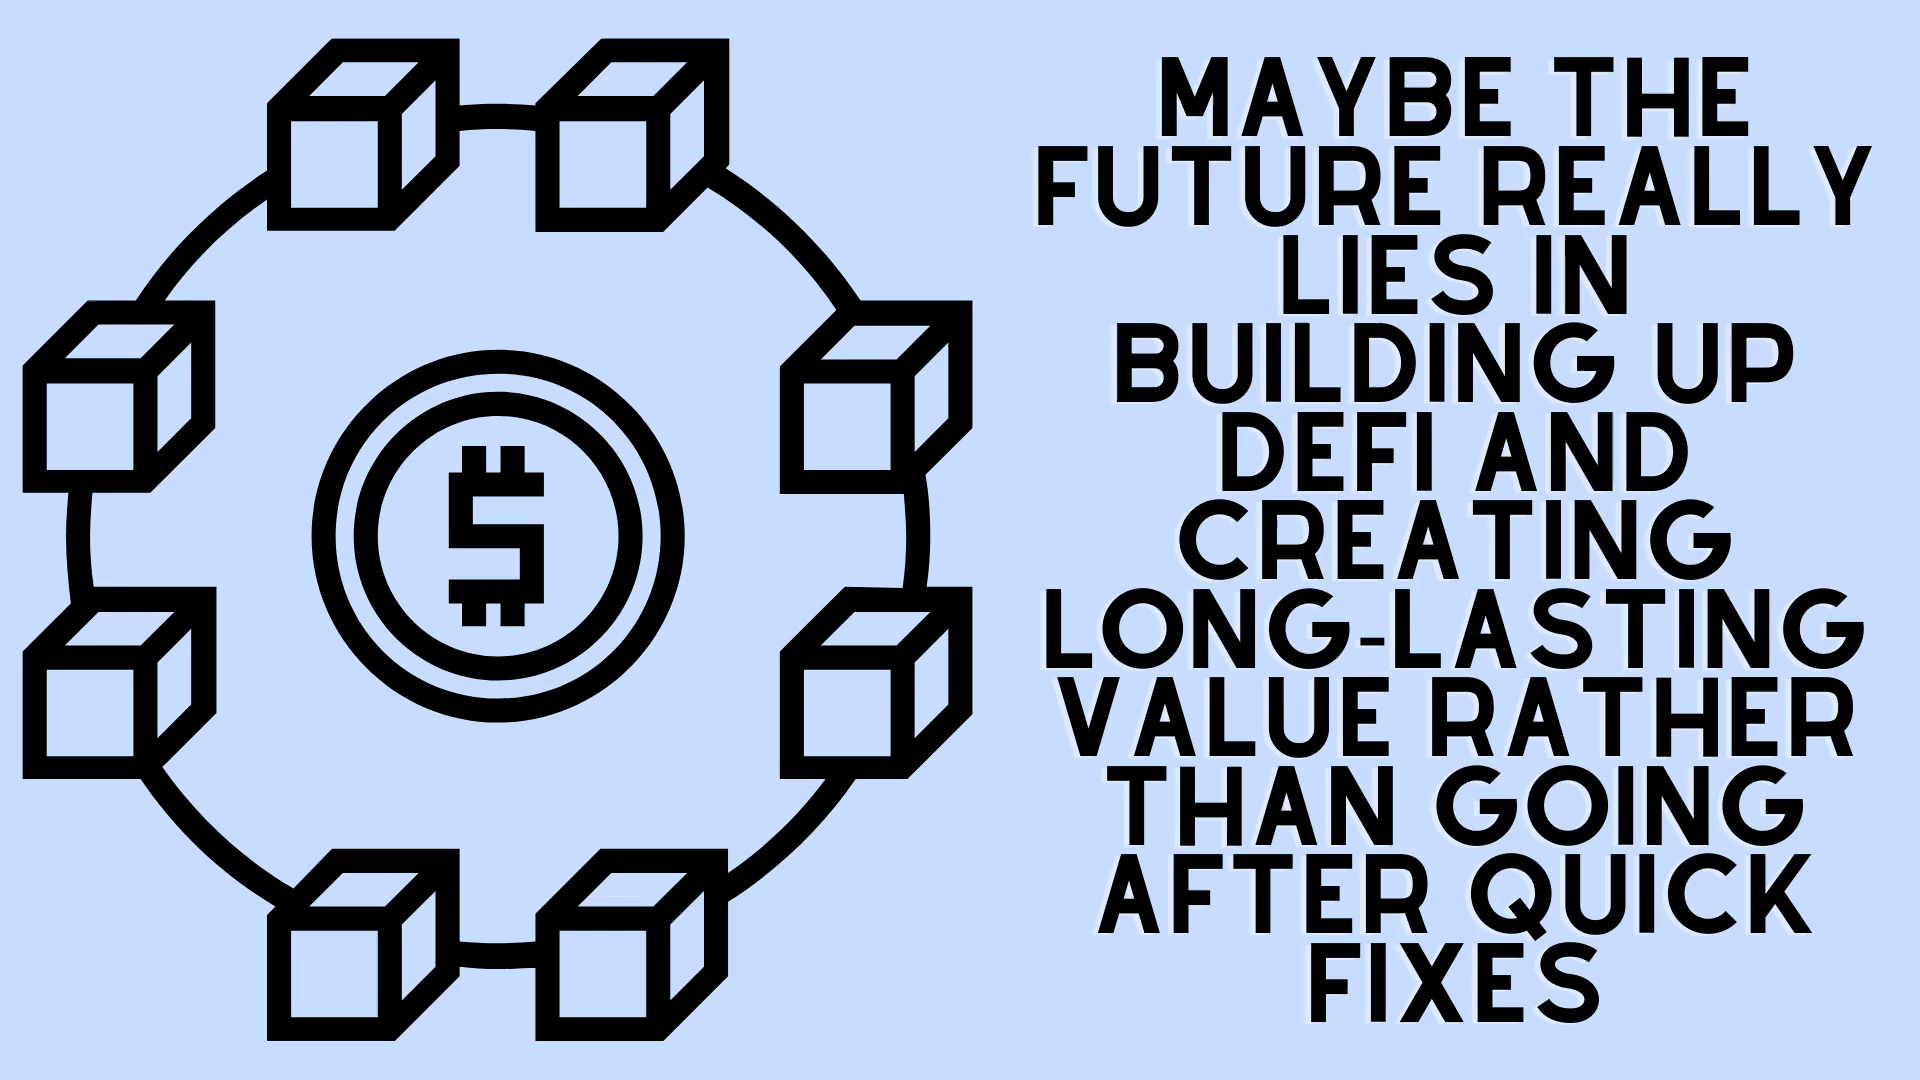 MAYBE THE
FUTURE REALLY
LIES IN
BUILDING UP
DEFI AND
CREATING
LONG-LASTING
VALUE RATHER
THAN GOING
AFTER QUICK
FIXES